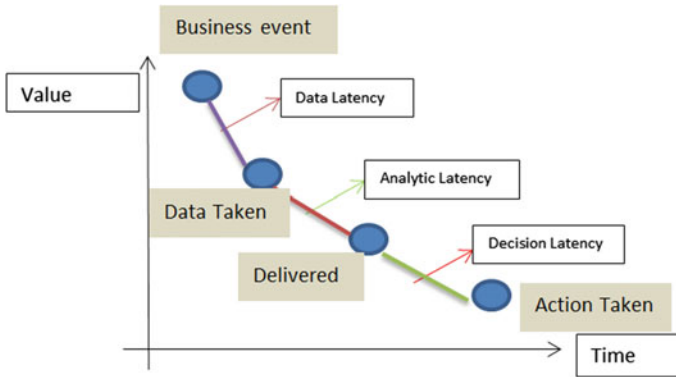 Business event
Value
Data Latency
Analytic Latency
Data Taken
Decision Latency
Delivered
Action Taken
Time